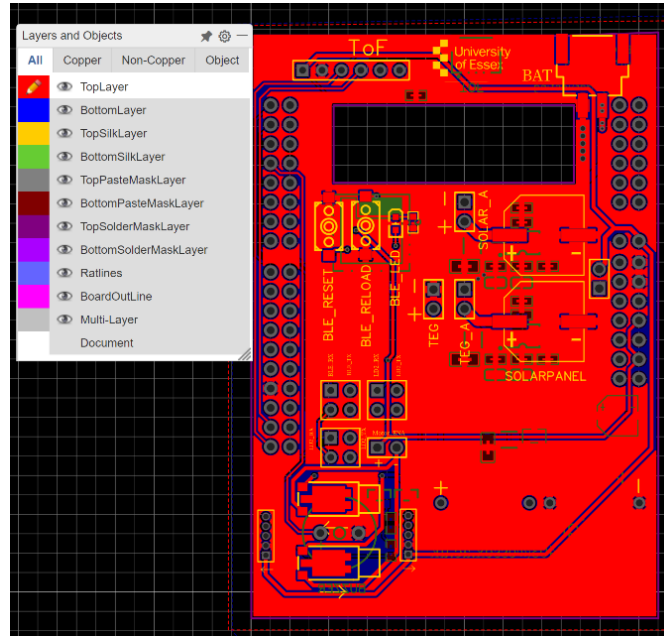 Layers and Objects
All Copper Non-Copper Object
TopLayer
BottomLayer
TopSilkLayer
BottomSilkLayer
TopPasteMaskLayer
BottomPasteMaskLayer
TopSolderMaskLayer
BottomSolderMaskLayer
Ratlines
BoardOutLine
Multi-Layer
Document
ToF
University
of Essex
BAT
SOLAR_A
BLE_RESET
BLE_RELOAD
BLE_LED
TEG
TEG_A
SOLARPANEL
BLE_RX